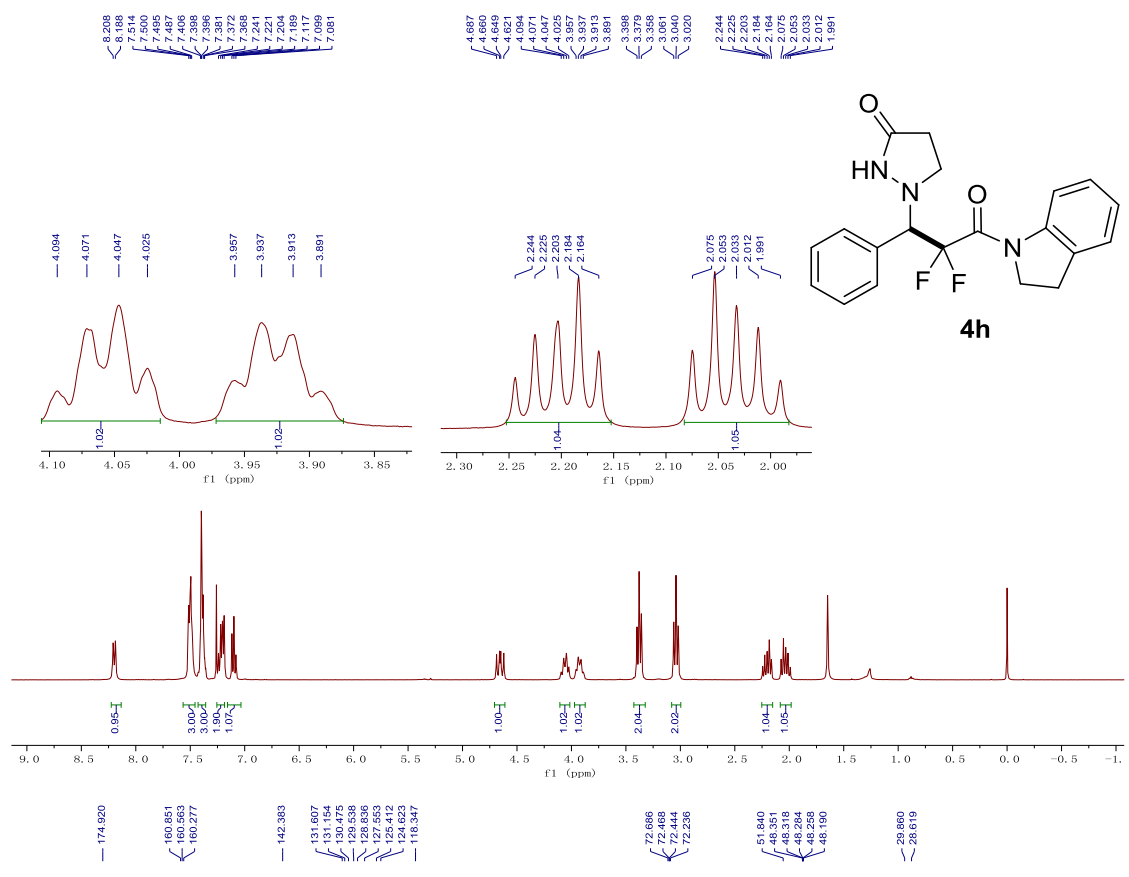 8.208 8.188 7.514 7.500 7.495 7.487 7.406 7.398 7.396 7.381 7.372 7.368 7.241 7.221 7.204 7.189 7.117 7.099 7.081
4.687 4.660 4.649 4.621 4.094 4.071 4.047 4.025 3.957 3.937 3.913 3.891 3.398 3.379 3.358 3.061 3.040 3.020
2.244 2.225 2.203 2.184 2.164 2.075 2.053 2.033 2.012 1.991
O
HN
N
O
N
F
F
4h
4.094 4.071 4.047 4.025 3.957 3.937 3.913 3.891
1.02 1.02
4.10 4.05 4.00 3.95 3.90 3.85
f1 (ppm)
2.244 2.225 2.203 2.184 2.164 2.075 2.053 2.033 2.012 1.991
1.04 1.05
2.30 2.25 2.20 2.15 2.10 2.05 2.00
f1 (ppm)
0.95 3.00 3.00 1.90 1.07 1.00 1.02 1.02 2.04 2.02 1.04 1.05
9.0 8.5 8.0 7.5 7.0 6.5 6.0 5.5 5.0 4.5 4.0 3.5 3.0 2.5 2.0 1.5 1.0 0.5 0.0 -0.5 -1.
f1 (ppm)
174.920 160.851 160.563 160.277 142.383 131.607 131.154 130.475 129.538 128.836 127.553 125.412 124.623 118.347 72.686 72.468 72.444 72.236 51.840 48.351 48.318 48.284 48.258 48.190 29.860 28.619